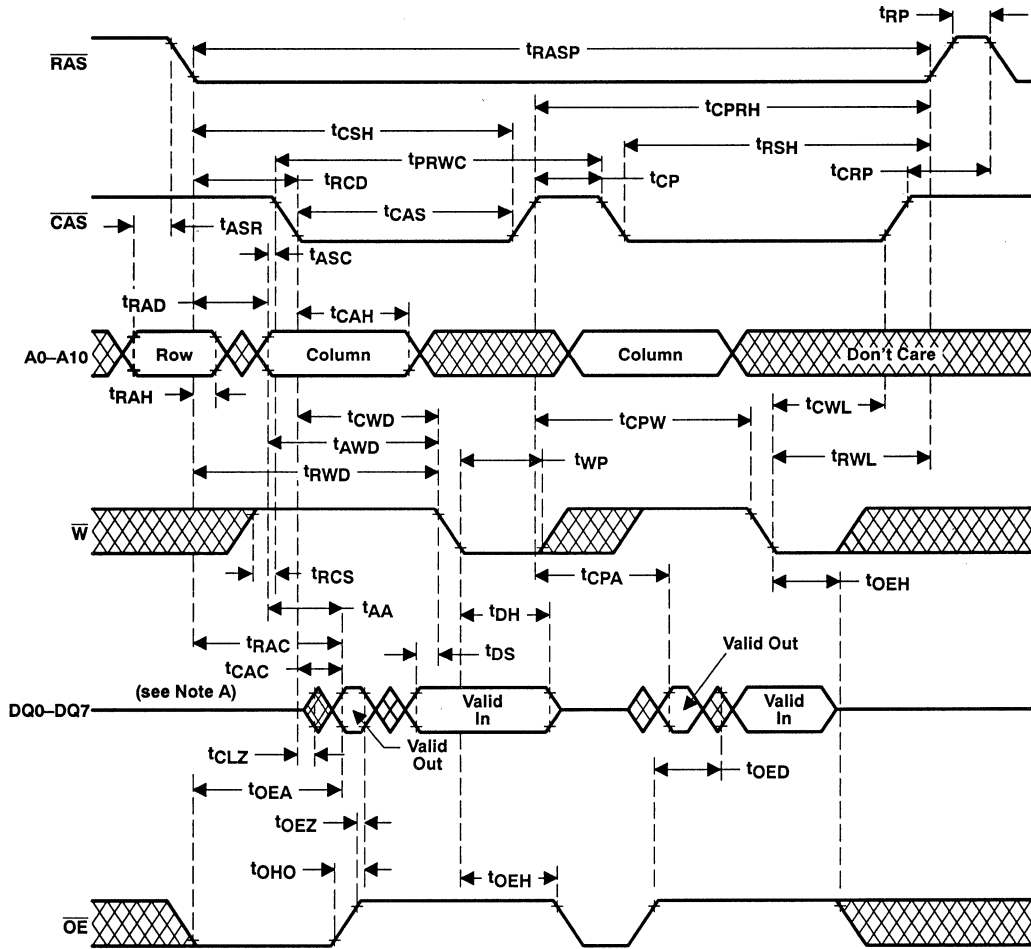 tRP
RAS
tRASP
tCPRH
tCSH
tRSH
tPRWC
tCRP
tRCD
tCP
CAS
tCAS
tASR
tASC
tRAD
tCAH
A0–A10
Row
Column
Column
Don't Care
tRAH
tCWD
tCPW
tCWL
tAWD
tWP
tRWD
tRWL
W
tRCS
tCPA
tOEH
tAA
tDH
tRAC
tDS
Valid Out
tCAC
(see Note A)
DQ0–DQ7
Valid
In
Valid
In
tCLZ
Valid
Out
tOED
tOEA
tOEZ
tOHO
tOEH
OE